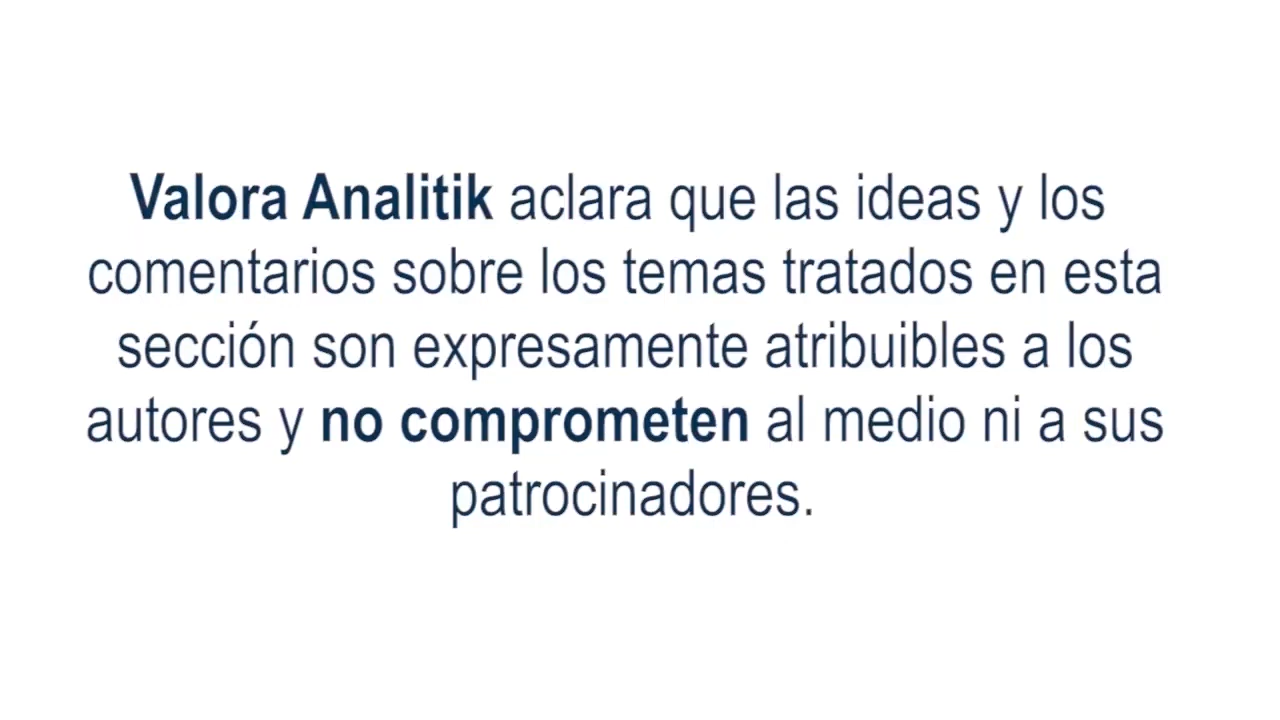 Valora Analitik aclara que las ideas y los
comentarios sobre los temas tratados en esta
sección son expresamente atribuibles a los
autores y no comprometen al medio ni a sus
patrocinadores.